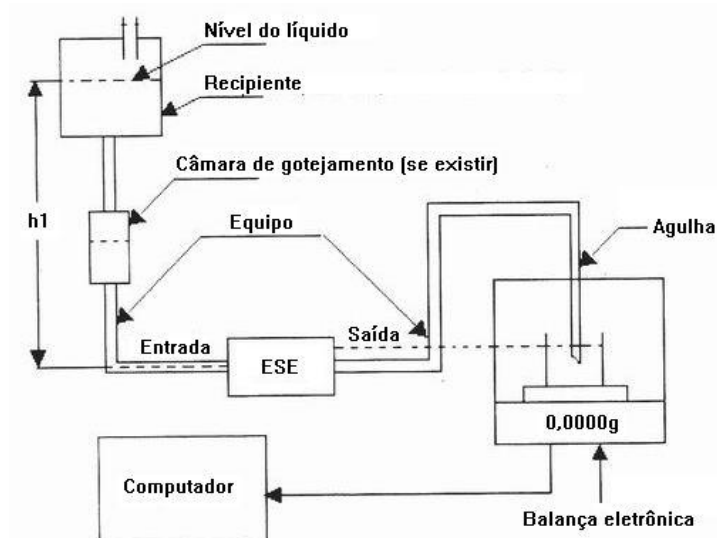 Nível do líquido
Recipiente
Câmara de gotejamento (se existir)
h1
Equipo
Agulha
Saída
Entrada
ESE
0,0000g
Computador
Balança eletrônica